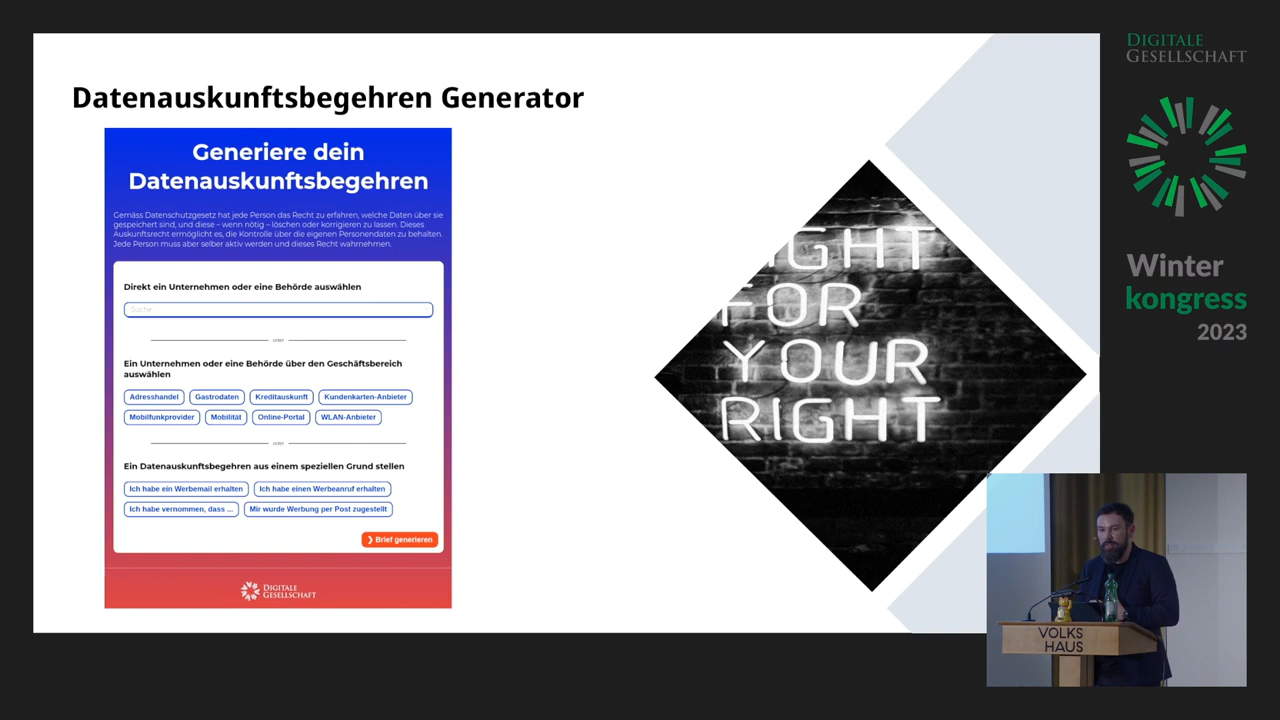 Datenauskunftsbegehren Generator
Generiere dein
Datenauskunftsbegehren
Gemäss Datenschutzgesetz hat jede Person das Recht zu erfahren, welche Daten über sie
gespeichert sind, und diese – wenn nötig – löschen oder korrigieren zu lassen. Dieses
Auskunftsrecht ermöglicht es, die Kontrolle über die eigenen Personendaten zu behalten.
Jede Person muss aber selber aktiv werden und dieses Recht wahrnehmen.
Direkt ein Unternehmen oder eine Behörde auswählen
Suche
oder
Ein Unternehmen oder eine Behörde über den Geschäftsbereich
auswählen
Adresshandel Gastrodaten Kreditauskunft Kundenkarten-Anbieter
Mobilfunkprovider Mobilität Online-Portal WLAN-Anbieter
oder
Ein Datenauskunftsbegehren aus einem speziellen Grund stellen
Ich habe ein Werbemail erhalten Ich habe einen Werbeanruf erhalten
Ich habe vernommen, dass ... Mir wurde Werbung per Post zugestellt
❯ Brief generieren
DIGITALE
GESELLSCHAFT
IGHT
FOR
YOUR
RIGHT
DIGITALE
GESELLSCHAFT
Winter
kongress
2023
VOLKS
HAUS